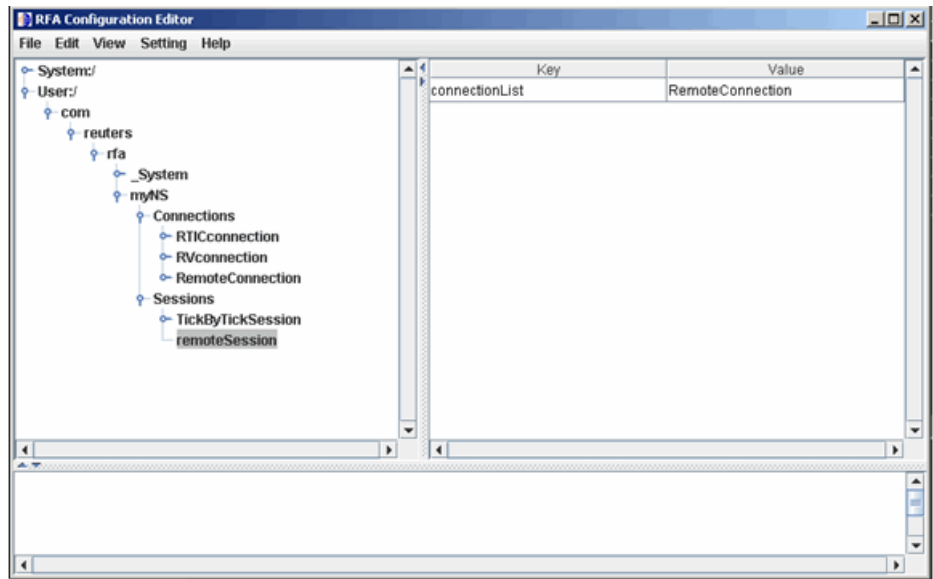 RFA Configuration Editor
File Edit View Setting Help
System:/
User:/
com
reuters
rfa
_System
myNS
Connections
RTICconnection
RVconnection
RemoteConnection
Sessions
TickByTickSession
remoteSession
Key Value
connectionList RemoteConnection